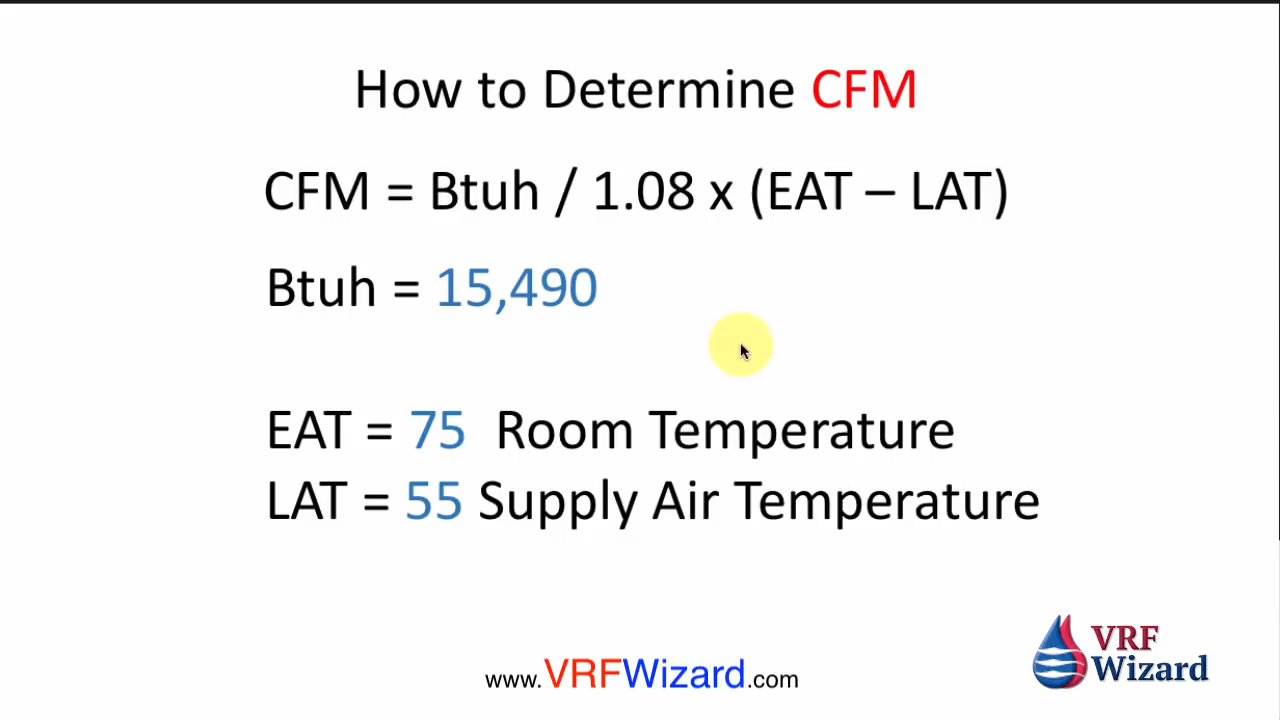 How to Determine CFM
CFM = Btuh / 1.08 x (EAT – LAT)
Btuh = 15,490
EAT = 75 Room Temperature
LAT = 55 Supply Air Temperature
www.VRFWizard.com
VRF
Wizard